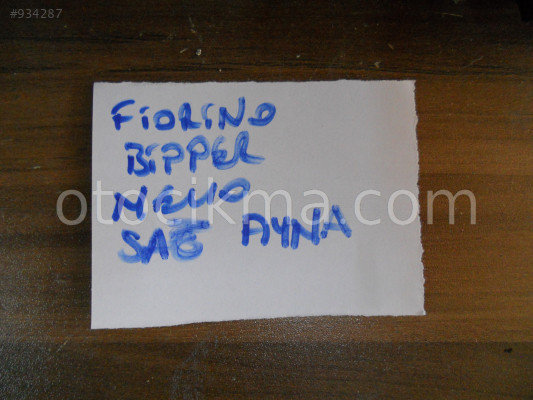 #934287
FiORiNO
BiPPER
NEMO
SAĞ AYNA
otocikma.com